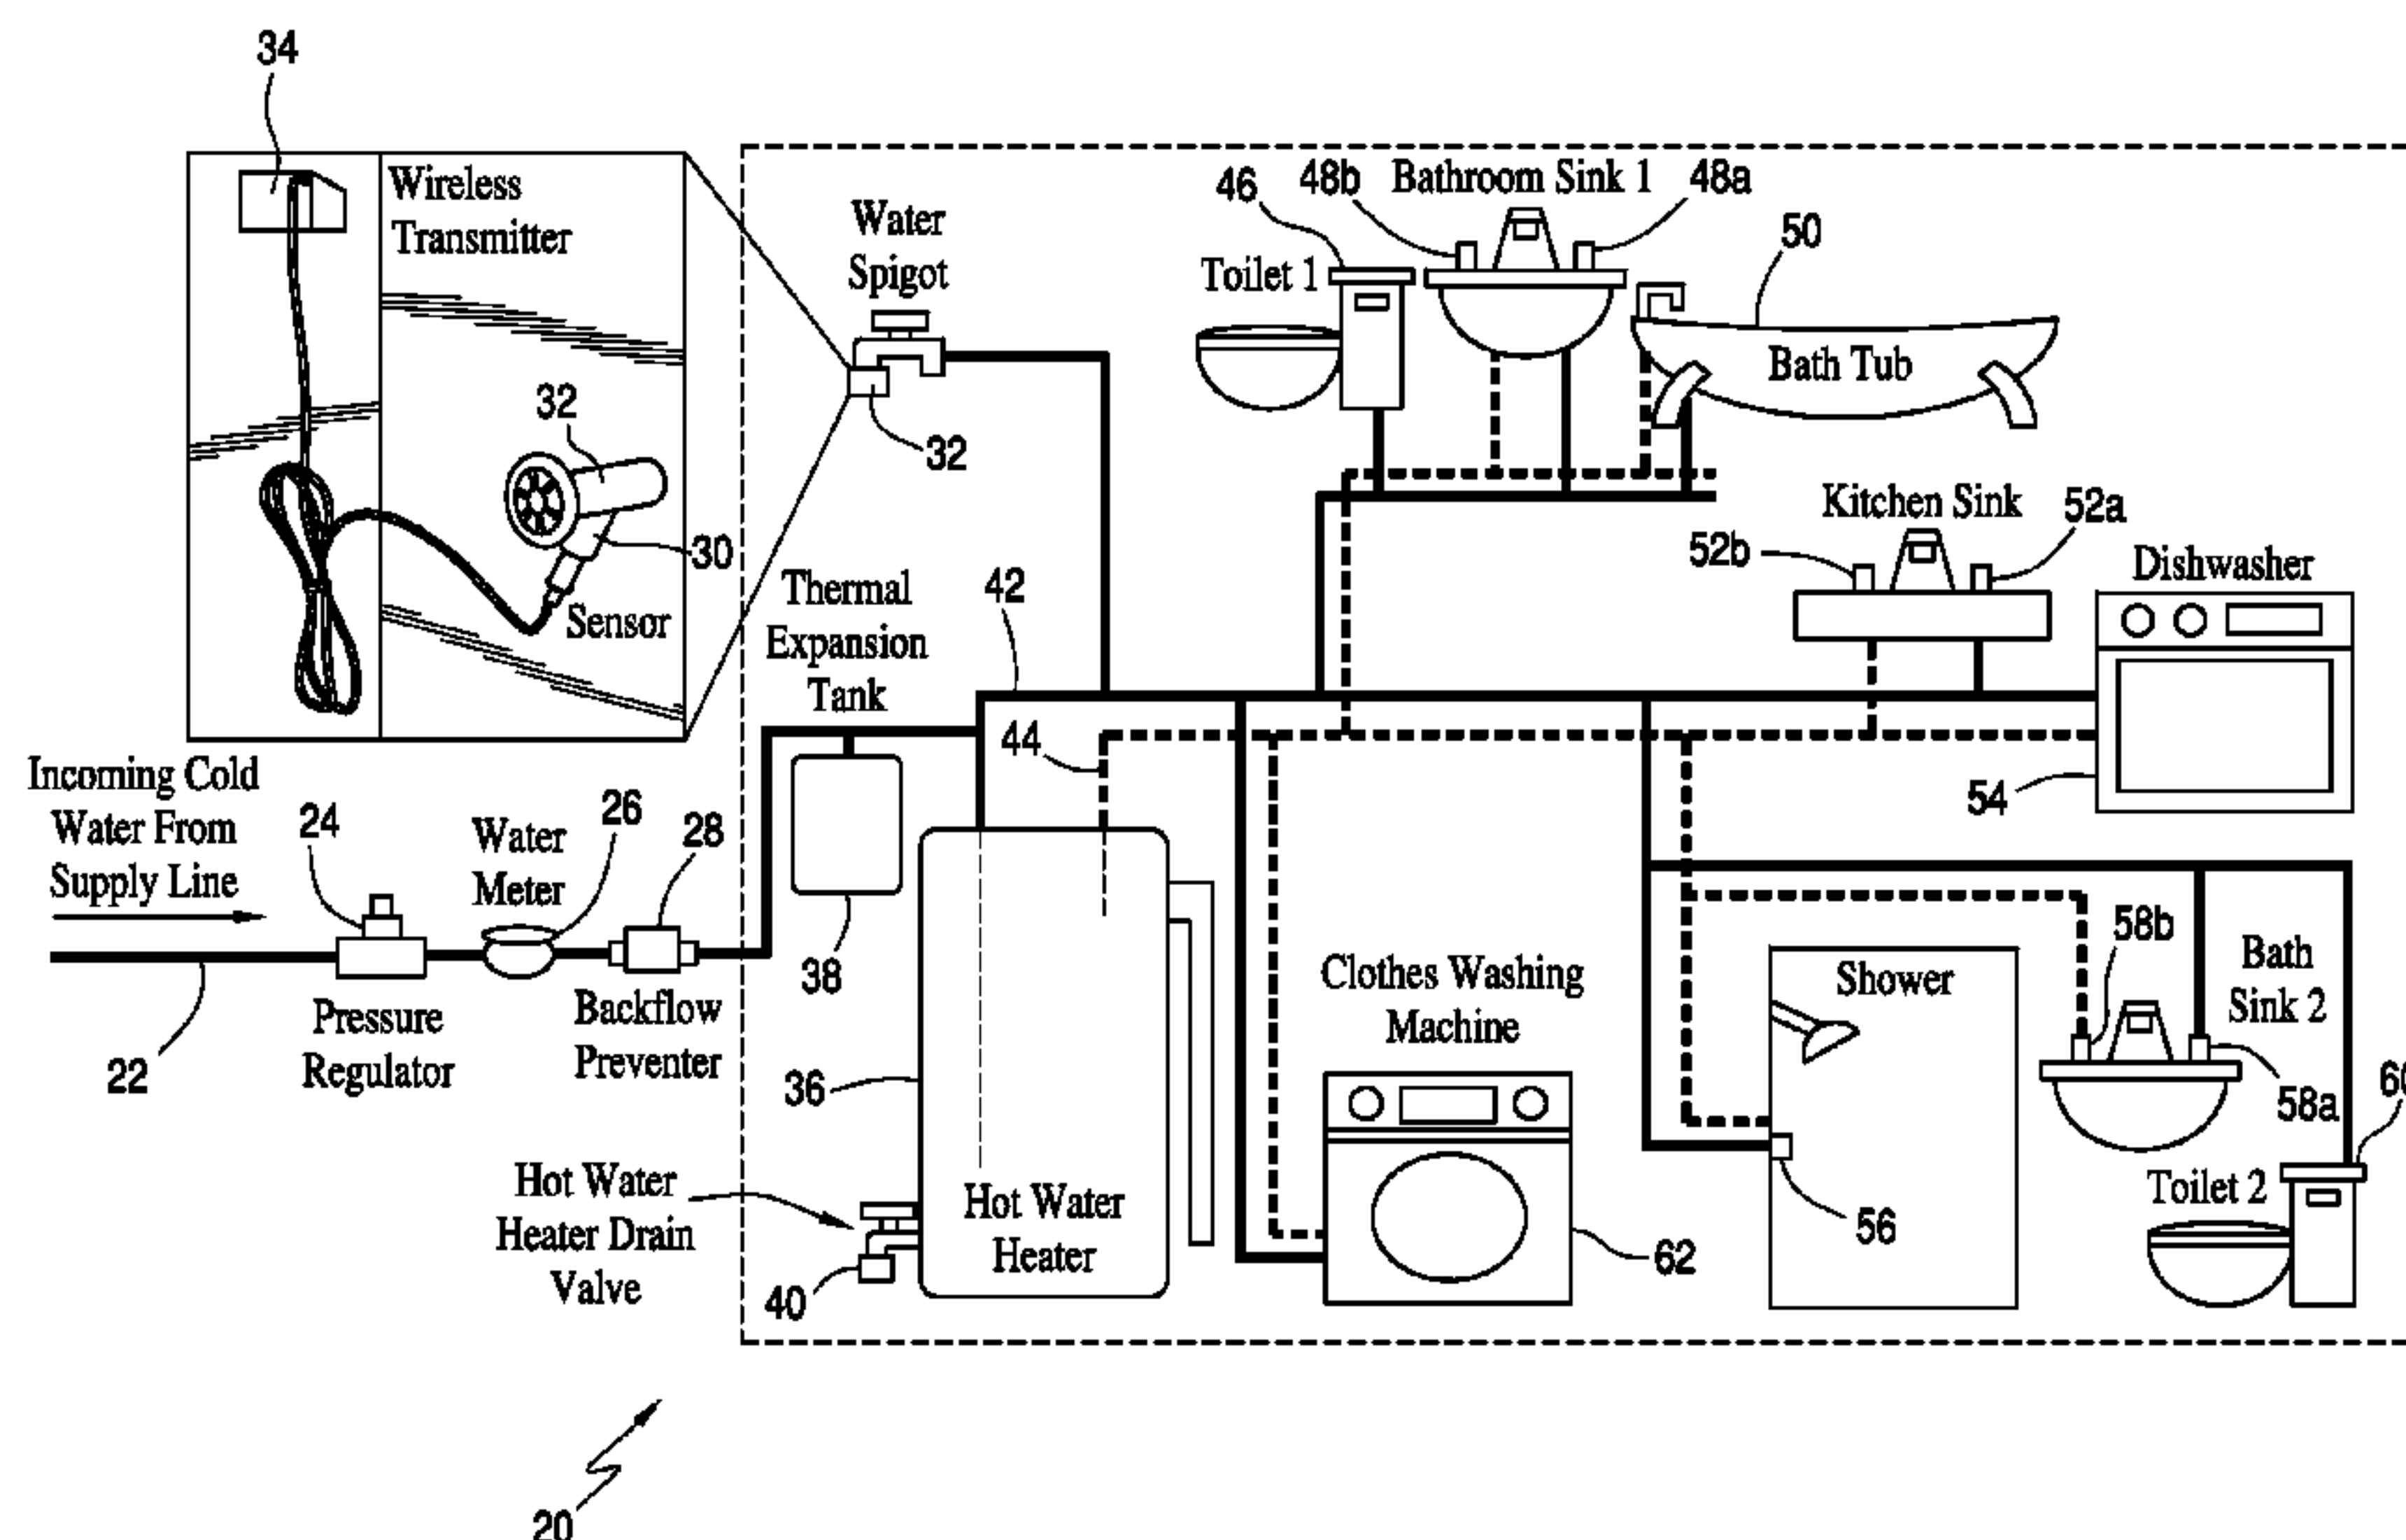 34
Wireless
Transmitter
32
30
Sensor
Water
Spigot
32
46
48b
Bathroom Sink 1
48a
Toilet 1
50
Bath Tub
Kitchen Sink
52a
52b
Dishwasher
54
Thermal
Expansion
Tank
42
44
38
Incoming Cold
Water From
Supply Line
24
Water
Meter
26
28
22
Pressure
Regulator
Backflow
Preventer
36
Hot Water
Heater Drain
Valve
40
Hot Water
Heater
Clothes Washing
Machine
62
Shower
56
58b
Bath
Sink 2
58a
Toilet 2
20